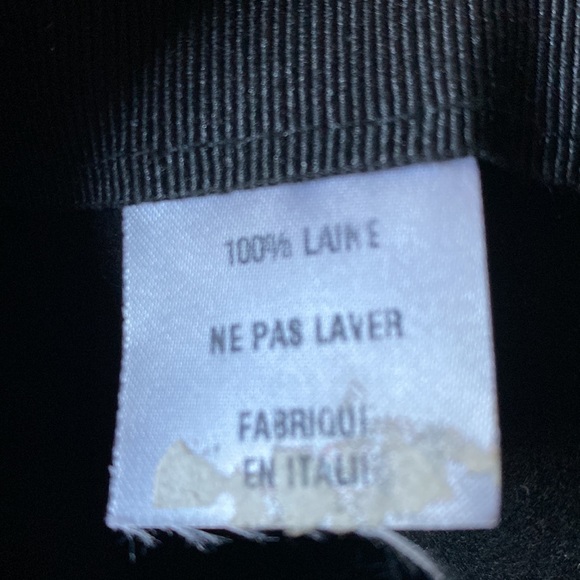 100% LAINE
NE PAS LAVER
FABRIQUE
EN ITALIE